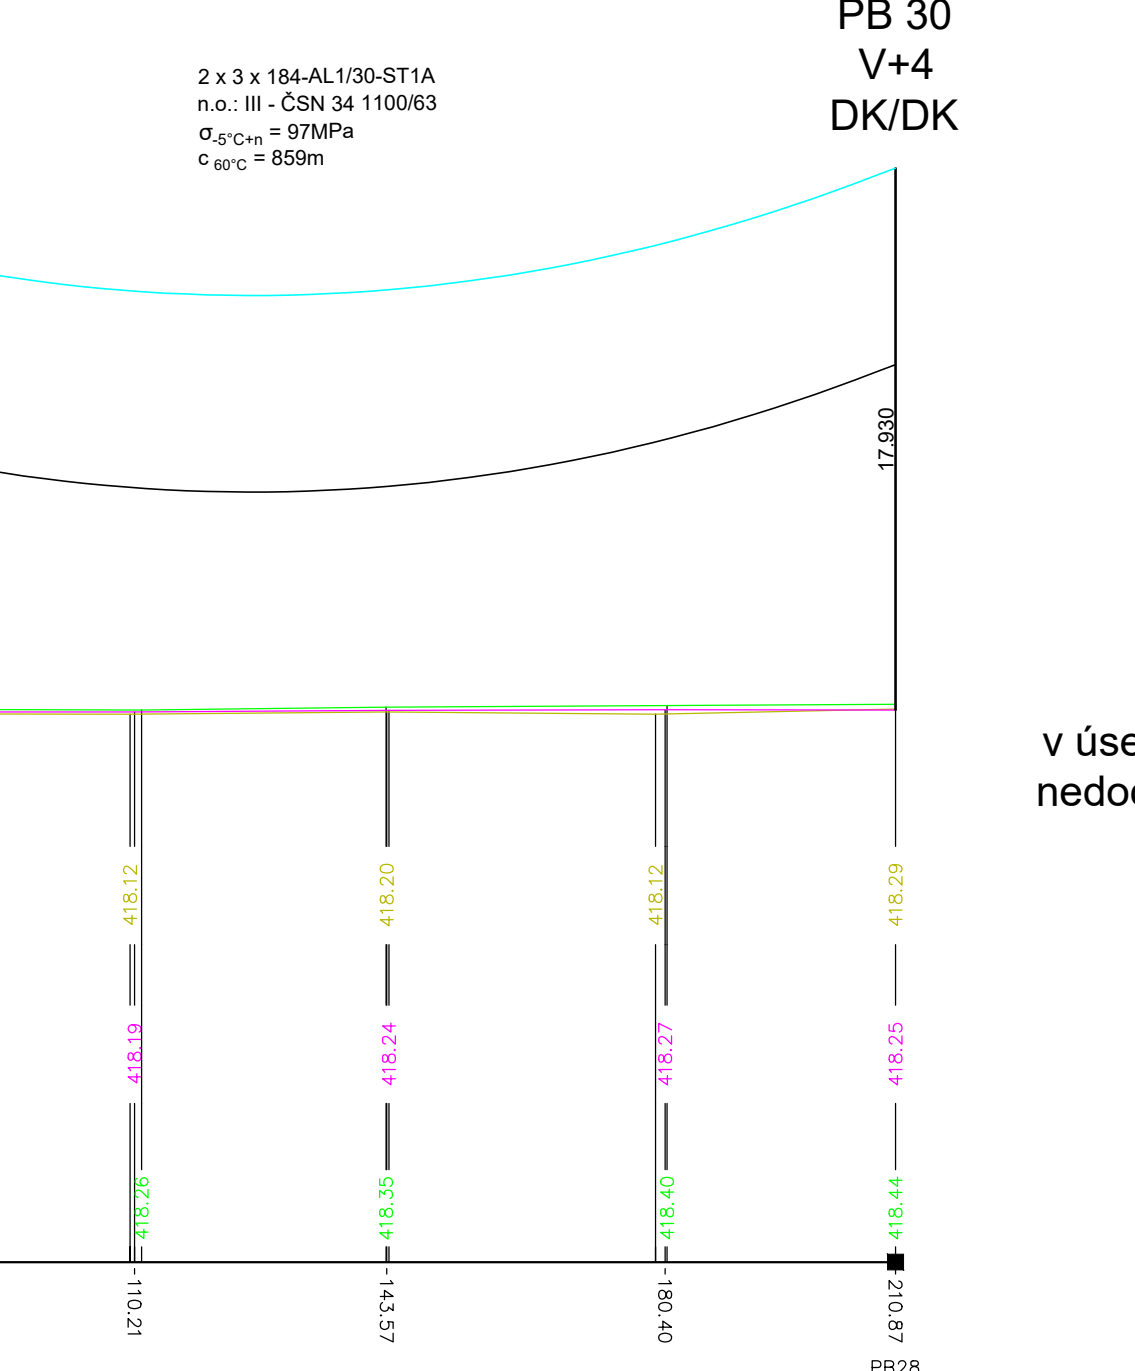 PB 30
V+4
DK/DK
2 x 3 x 184-AL1/30-ST1A
n.o.: III - ČSN 34 1100/63
σ-5°C+n = 97MPa
c 60°C = 859m
17.930
v úse
nedo
418.12
418.20
418.12
418.29
418.19
418.24
418.27
418.25
418.26
418.35
418.40
418.44
110.21
143.57
180.40
210.87
PB28